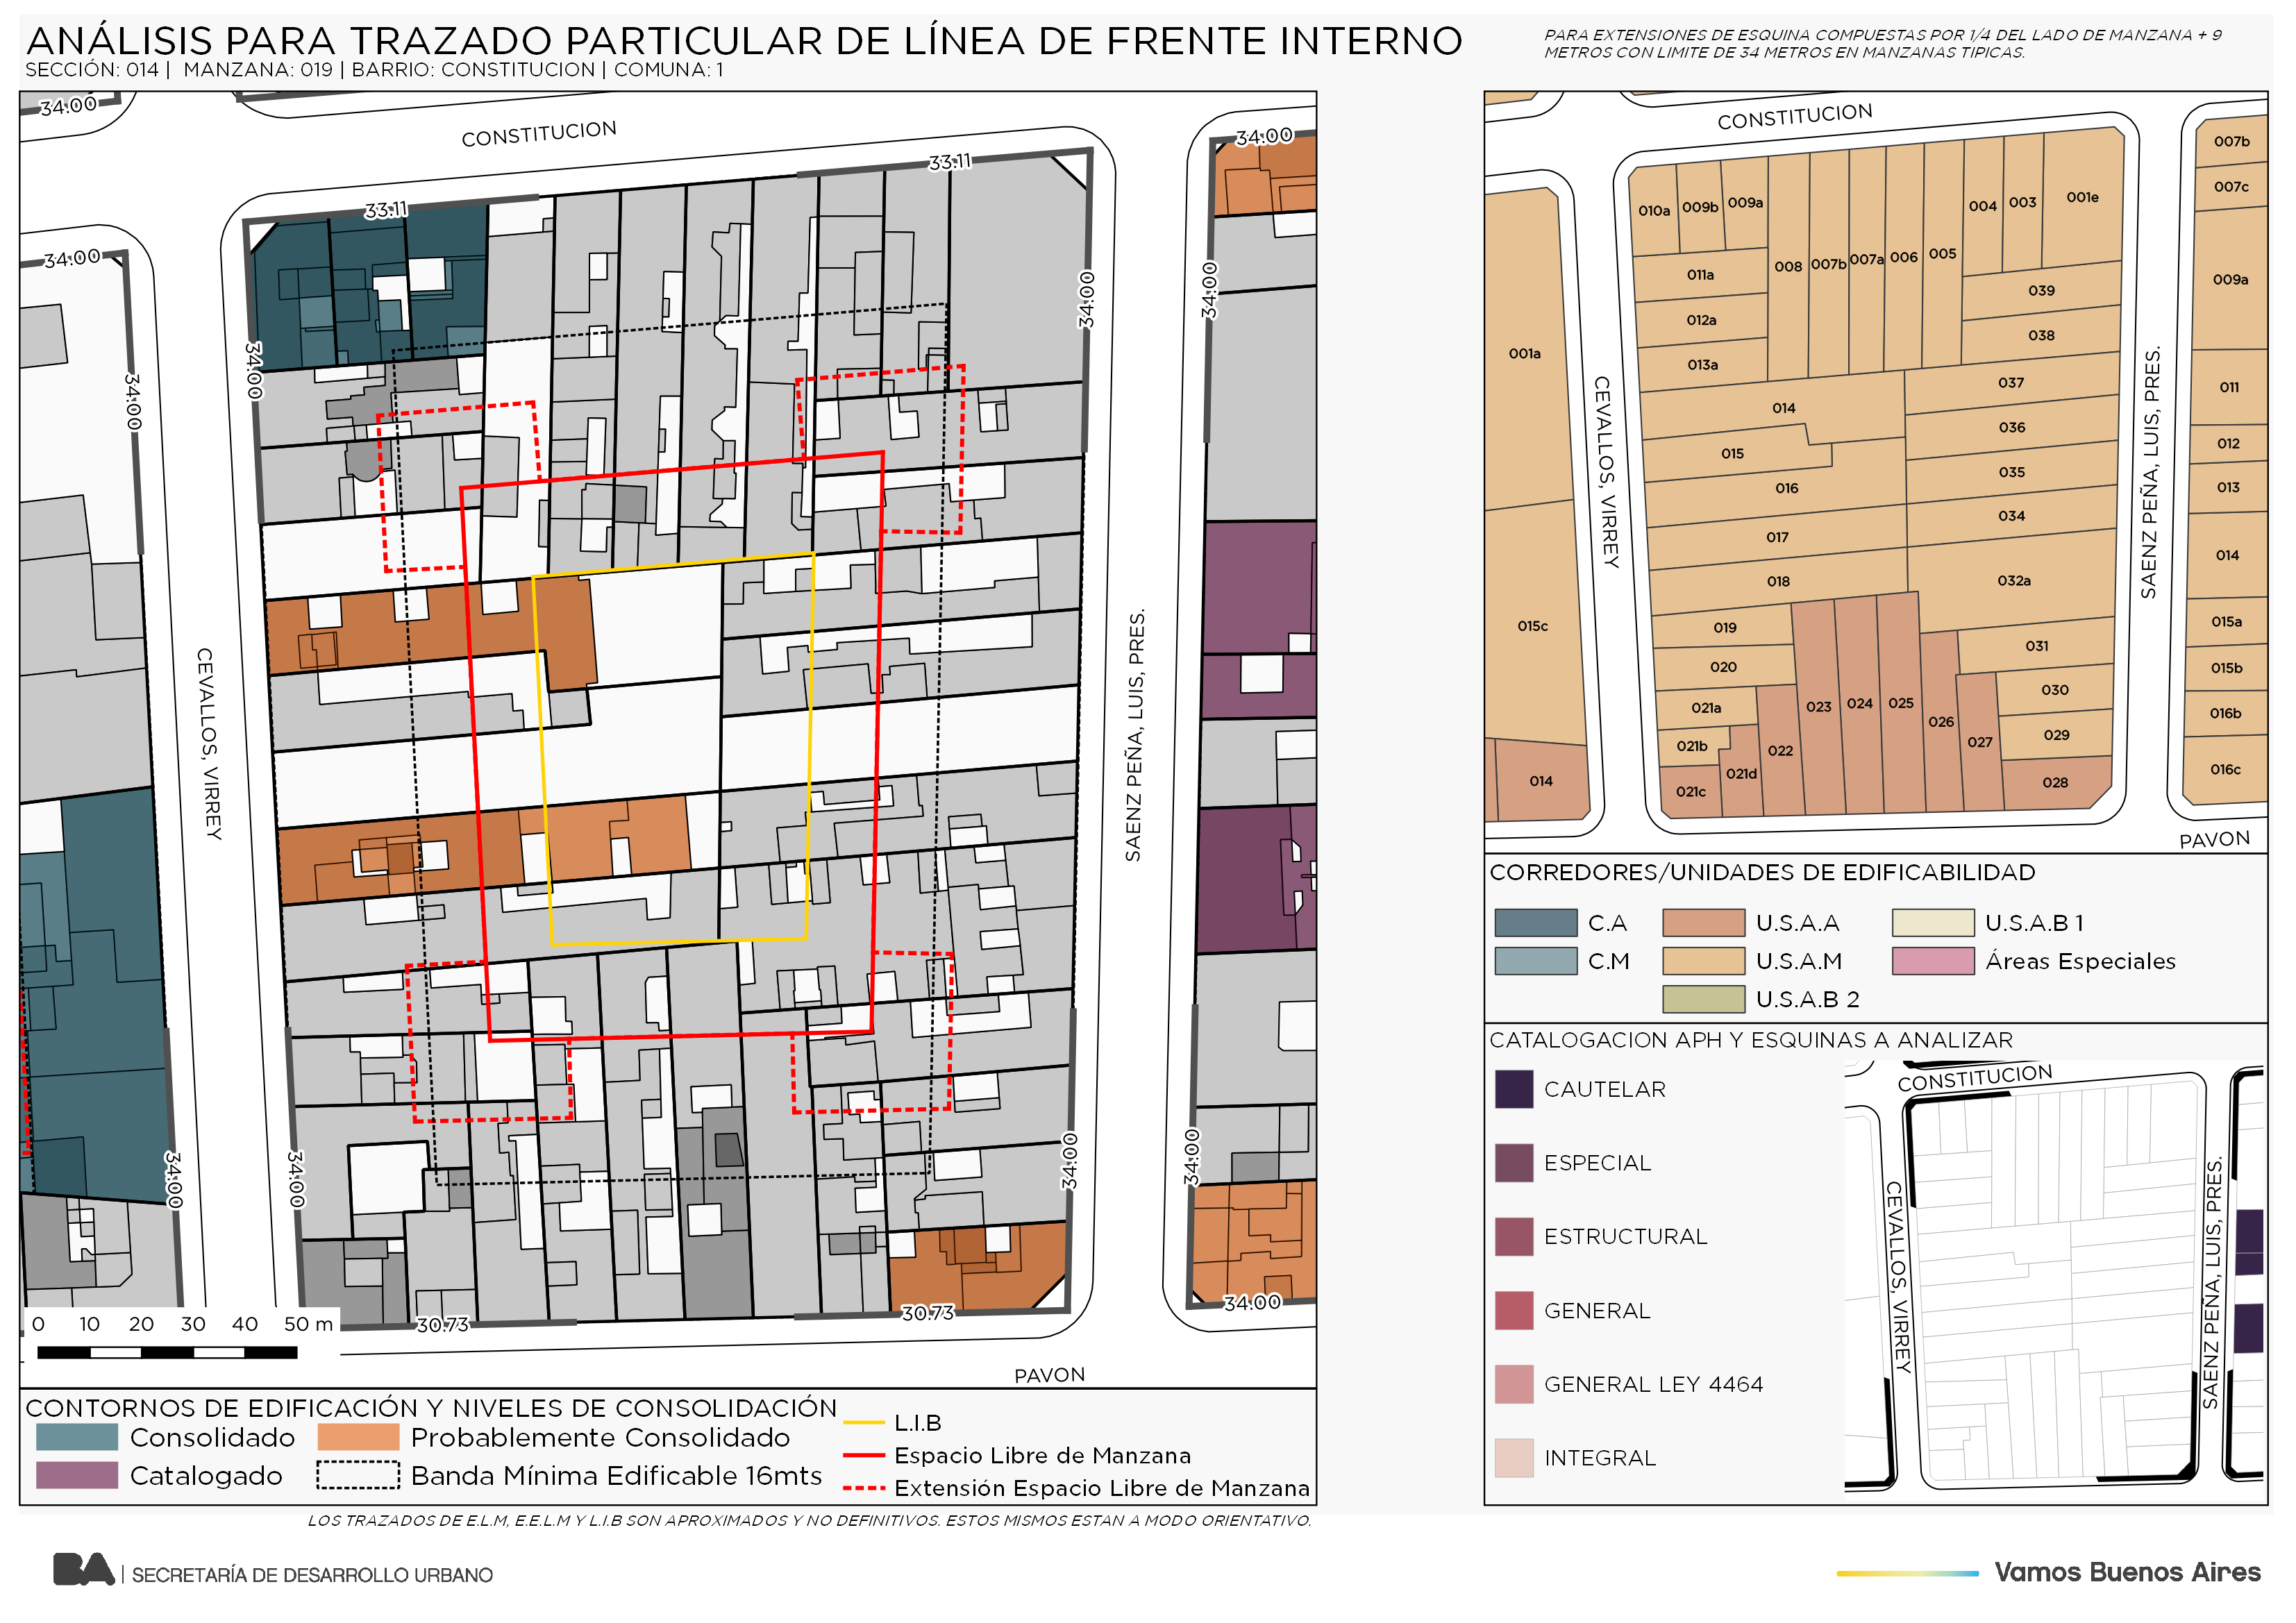 ANÁLISIS PARA TRAZADO PARTICULAR DE LÍNEA DE FRENTE INTERNO
SECCIÓN: 014 | MANZANA: 019 | BARRIO: CONSTITUCION | COMUNA: 1
PARA EXTENSIONES DE ESQUINA COMPUESTAS POR 1/4 DEL LADO DE MANZANA + 9
METROS CON LIMITE DE 34 METROS EN MANZANAS TIPICAS.
34.00
CONSTITUCION
33.11
34.00
33.11
34.00
34.00
34.00
34.00
34.00
CEVALLOS, VIRREY
SAENZ PEÑA, LUIS, PRES.
34.00
34.00
34.00
34.00
30.73
30.73
34.00
0 10 20 30 40 50 m
PAVON
CONTORNOS DE EDIFICACIÓN Y NIVELES DE CONSOLIDACIÓN
Consolidado
Probablemente Consolidado
Catalogado
Banda Mínima Edificable 16mts
L.I.B
Espacio Libre de Manzana
Extensión Espacio Libre de Manzana
LOS TRAZADOS DE E.L.M, E.E.L.M Y L.I.B SON APROXIMADOS Y NO DEFINITIVOS. ESTOS MISMOS ESTAN A MODO ORIENTATIVO.
CONSTITUCION
007b
007c
009a
011
012
013
014
015a
015b
016b
016c
010a
009b
009a
008
007b
007a
006
005
004
003
001e
011a
012a
013a
039
038
037
036
035
034
032a
014
015
016
017
018
019
020
021a
021b
021c
021d
022
023
024
025
026
027
028
029
030
031
001a
015c
014
CEVALLOS, VIRREY
SAENZ PEÑA, LUIS, PRES.
PAVON
CORREDORES/UNIDADES DE EDIFICABILIDAD
C.A
U.S.A.A
U.S.A.B 1
C.M
U.S.A.M
Áreas Especiales
U.S.A.B 2
CATALOGACION APH Y ESQUINAS A ANALIZAR
CAUTELAR
ESPECIAL
ESTRUCTURAL
GENERAL
GENERAL LEY 4464
INTEGRAL
CONSTITUCION
CEVALLOS, VIRREY
SAENZ PEÑA, LUIS, PRES.
BA | SECRETARÍA DE DESARROLLO URBANO
Vamos Buenos Aires